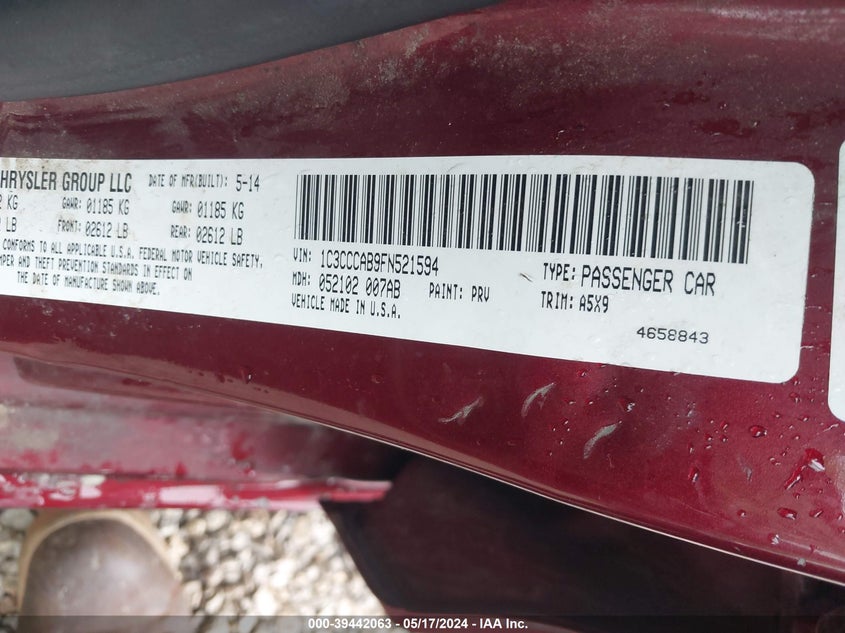 HRYSLER GROUP LLC DATE OF MFR(BUILT): 5-14
KG GAWR: 01185 KG GAWR: 01185 KG
LB FRONT: 02612 LB REAR: 02612 LB
CONFORMS TO ALL APPLICABLE U.S.A. FEDERAL MOTOR VEHICLE SAFETY,
MPER AND THEFT PREVENTION STANDARDS IN EFFECT ON
DATE OF MANUFACTURE SHOWN ABOVE.
VIN: 1C3CCCAB9FN521594 TYPE: PASSENGER CAR
MDH: 052102 007AB PAINT: PRV TRIM: A5X9
VEHICLE MADE IN U.S.A.
4658843
000-39442063 - 05/17/2024 - IAA Inc.